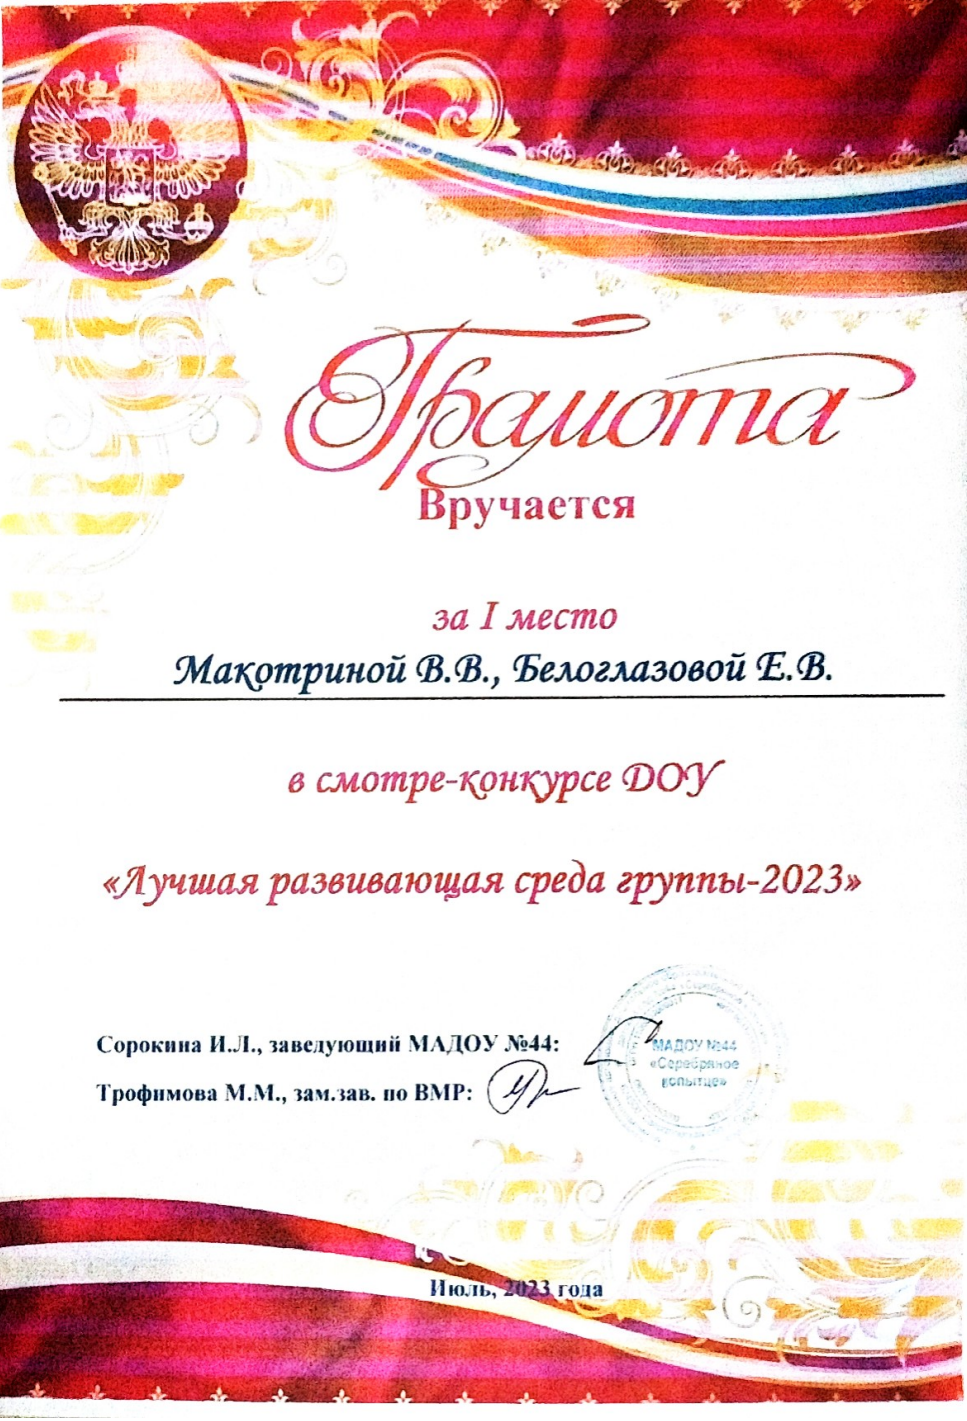 Грамота
Вручается
за I место
Макотриной В.В., Белоглазовой Е.В.
в смотре-конкурсе ДОУ
«Лучшая развивающая среда группы-2023»
Сорокина И.Л., заведующий МАДОУ №44:
Трофимова М.М., зам.зав. по ВМР:
МАДОУ №44
«Серебряное
копытце»
Июль, 2023 года